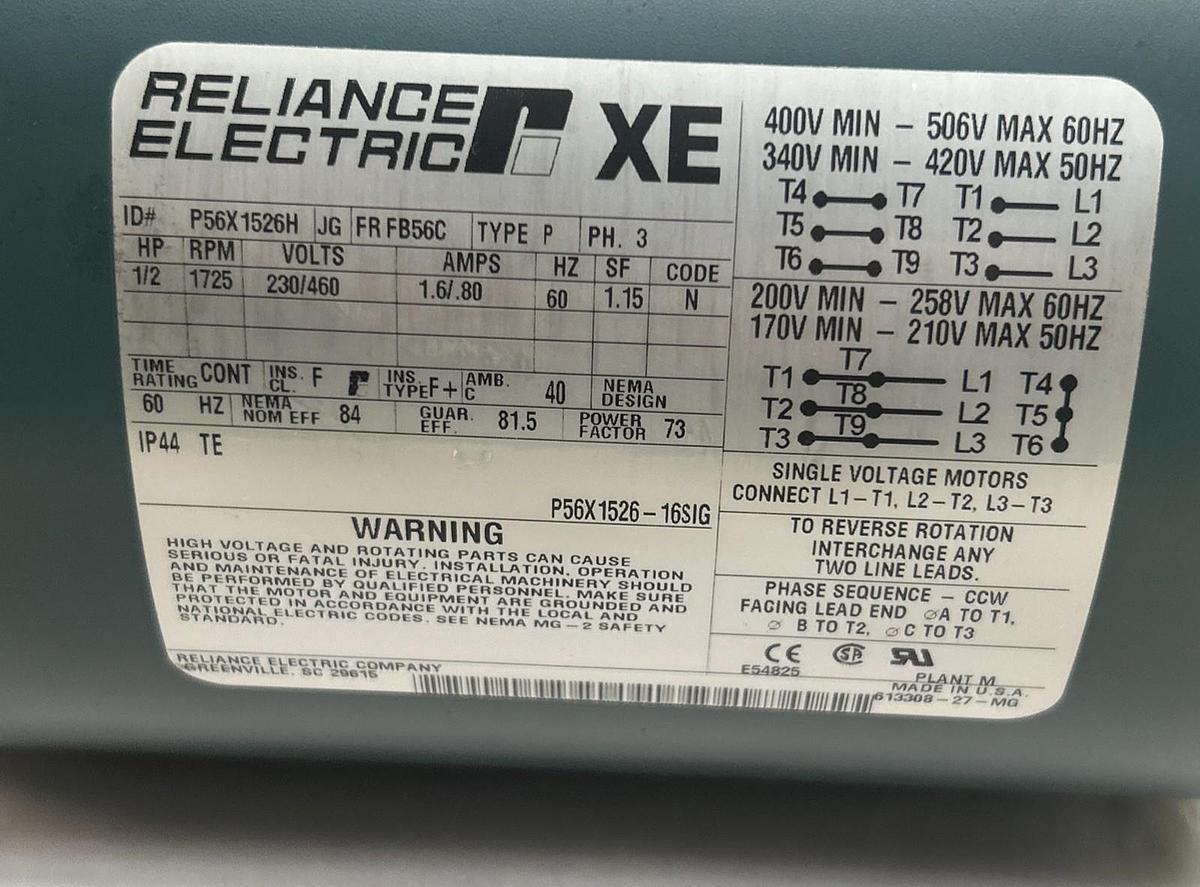 RELIANCE
ELECTRIC
XE
ID# P56X1526H JG FR FB56C TYPE P PH. 3
HP RPM VOLTS AMPS HZ SF CODE
1/2 1725 230/460 1.6/.80 60 1.15 N
TIME RATING CONT INS. CL. F INS. TYPE F+ AMB. C 40 NEMA DESIGN
60 HZ NEMA NOM EFF 84 GUAR. EFF. 81.5 POWER FACTOR 73
IP44 TE
P56X1526-16SIG
WARNING
HIGH VOLTAGE AND ROTATING PARTS CAN CAUSE
SERIOUS OR FATAL INJURY. INSTALLATION, OPERATION
AND MAINTENANCE OF ELECTRICAL MACHINERY SHOULD
BE PERFORMED BY QUALIFIED PERSONNEL. MAKE SURE
THAT THE MOTOR AND EQUIPMENT ARE GROUNDED AND
PROTECTED IN ACCORDANCE WITH THE LOCAL AND
NATIONAL ELECTRIC CODES. SEE NEMA MG-2 SAFETY
STANDARD.
RELIANCE ELECTRIC COMPANY
GREENVILLE, SC 29615
400V MIN - 506V MAX 60HZ
340V MIN - 420V MAX 50HZ
T4 T7 T1 L1
T5 T8 T2 L2
T6 T9 T3 L3
200V MIN - 258V MAX 60HZ
170V MIN - 210V MAX 50HZ
T7
T1 L1 T4
T8
T2 L2 T5
T9
T3 L3 T6
SINGLE VOLTAGE MOTORS
CONNECT L1-T1, L2-T2, L3-T3
TO REVERSE ROTATION
INTERCHANGE ANY
TWO LINE LEADS.
PHASE SEQUENCE - CCW
FACING LEAD END ØA TO T1,
Ø B TO T2, ØC TO T3
CE SA RU
E54825
PLANT M
MADE IN U.S.A.
613308-27-MG